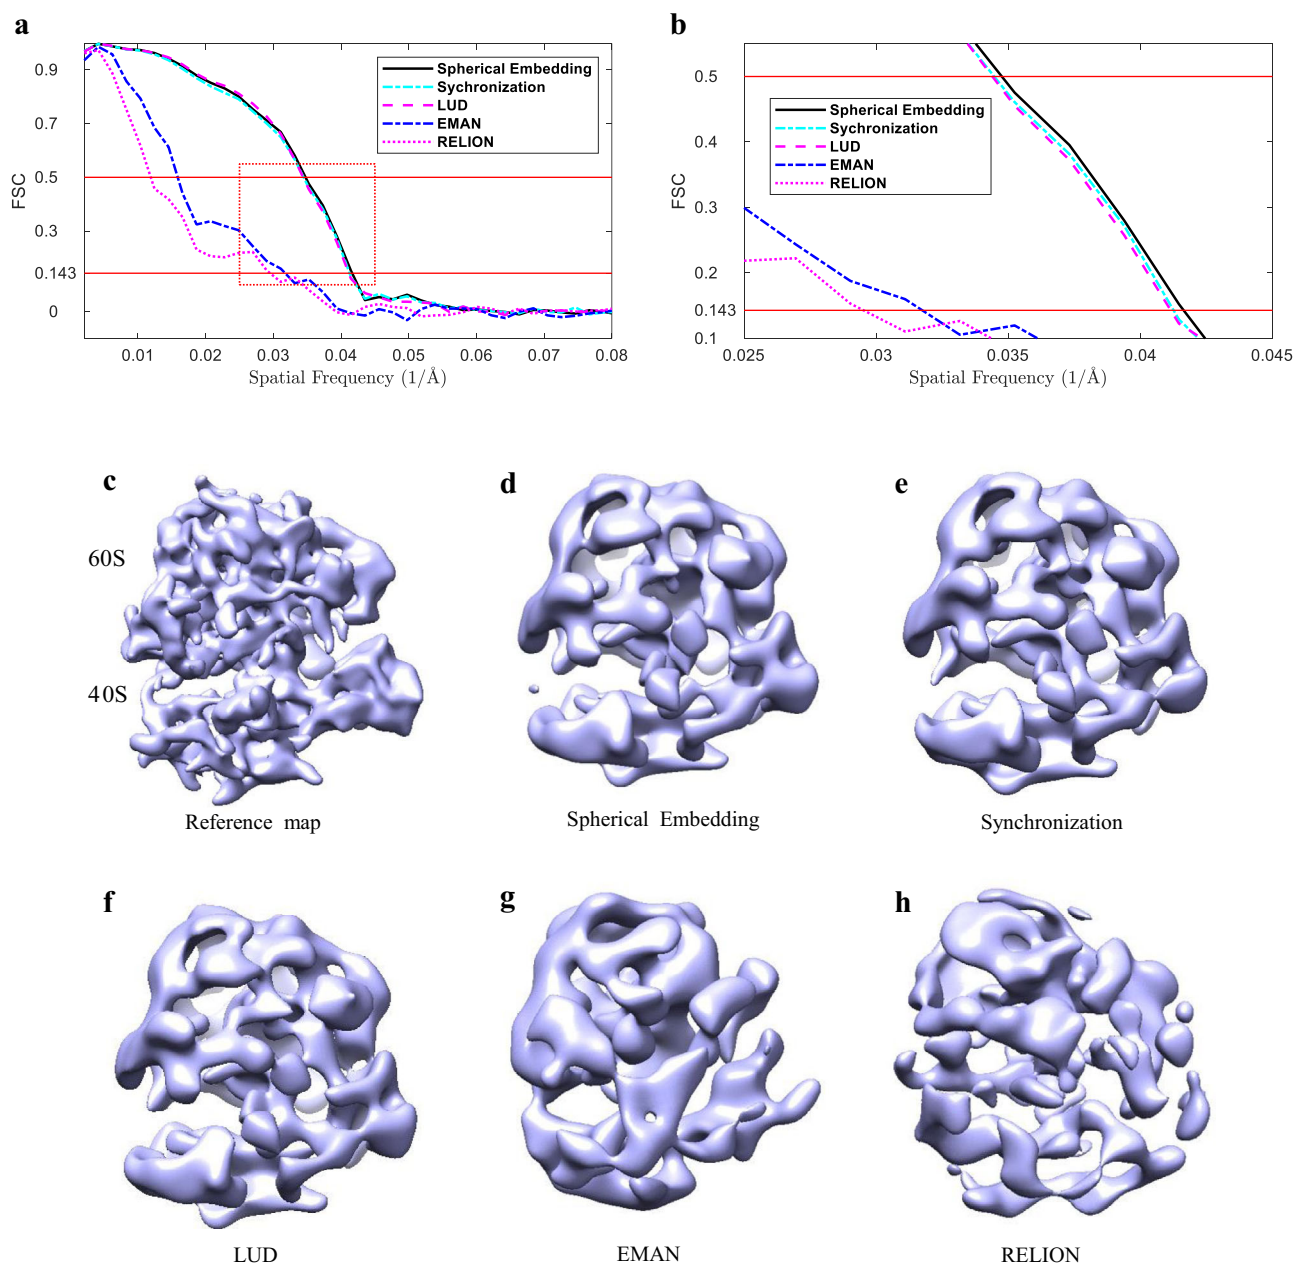 a
0.9
0.7
0.5
0.3
0.143
0
FSC
0.01 0.02 0.03 0.04 0.05 0.06 0.07 0.08
Spatial Frequency (1/Å)
Spherical Embedding
Sychronization
LUD
EMAN
RELION
b
0.5
0.4
0.3
0.2
0.143
0.1
FSC
0.025 0.03 0.035 0.04 0.045
Spatial Frequency (1/Å)
Spherical Embedding
Sychronization
LUD
EMAN
RELION
c
60S
40S
Reference map
d
Spherical Embedding
e
Synchronization
f
LUD
g
EMAN
h
RELION